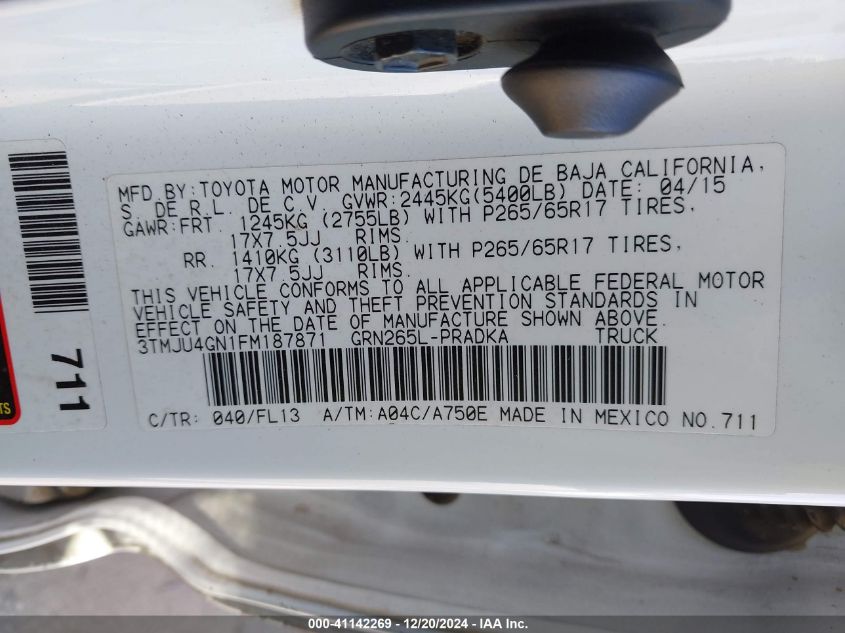 MFD BY:TOYOTA MOTOR MANUFACTURING DE BAJA CALIFORNIA,
S. DE R.L. DE C.V. GVWR:2445KG(5400LB) DATE: 04/15
GAWR:FRT. 1245KG (2755LB) WITH P265/65R17 TIRES,
17X7.5JJ RIMS.
RR. 1410KG (3110LB) WITH P265/65R17 TIRES,
17X7.5JJ RIMS.
THIS VEHICLE CONFORMS TO ALL APPLICABLE FEDERAL MOTOR
VEHICLE SAFETY AND THEFT PREVENTION STANDARDS IN
EFFECT ON THE DATE OF MANUFACTURE SHOWN ABOVE.
3TMJU4GN1FM187871 GRN265L-PRADKA TRUCK
C/TR: 040/FL13 A/TM:A04C/A750E MADE IN MEXICO NO.711
711
TS
000-41142269 - 12/20/2024 - IAA Inc.